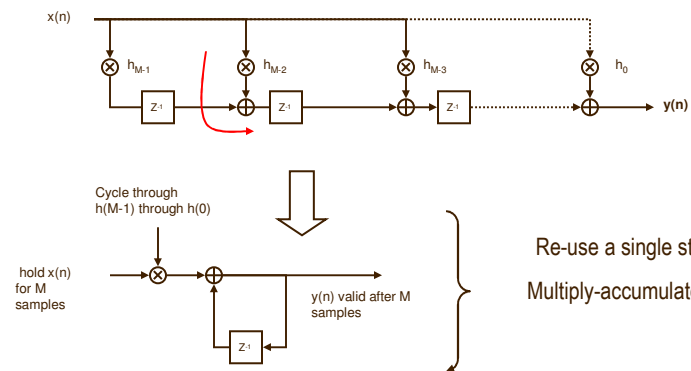 x(n)
h M-1
h M-2
h M-3
h 0
Z-1
Z-1
Z-1
y(n)
Cycle through
h(M-1) through h(0)
hold x(n)
for M
samples
y(n) valid after M
samples
Z-1
Re-use a single
Multiply-accumulat